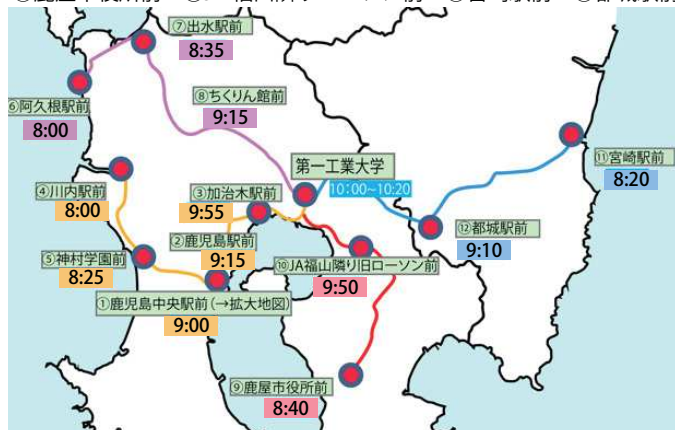 ⑦出水駅前
8:35
⑥阿久根駅前
8:00
⑧ちくりん館前
9:15
第一工業大学
10:00~10:20
⑪宮崎駅前
8:20
④川内駅前
8:00
③加治木駅前
9:55
②鹿児島駅前
9:15
⑫都城駅前
9:10
⑤神村学園前
8:25
⑩JA福山隣り旧ローソン前
9:50
①鹿児島中央駅前(→拡大地図)
9:00
⑨鹿屋市役所前
8:40